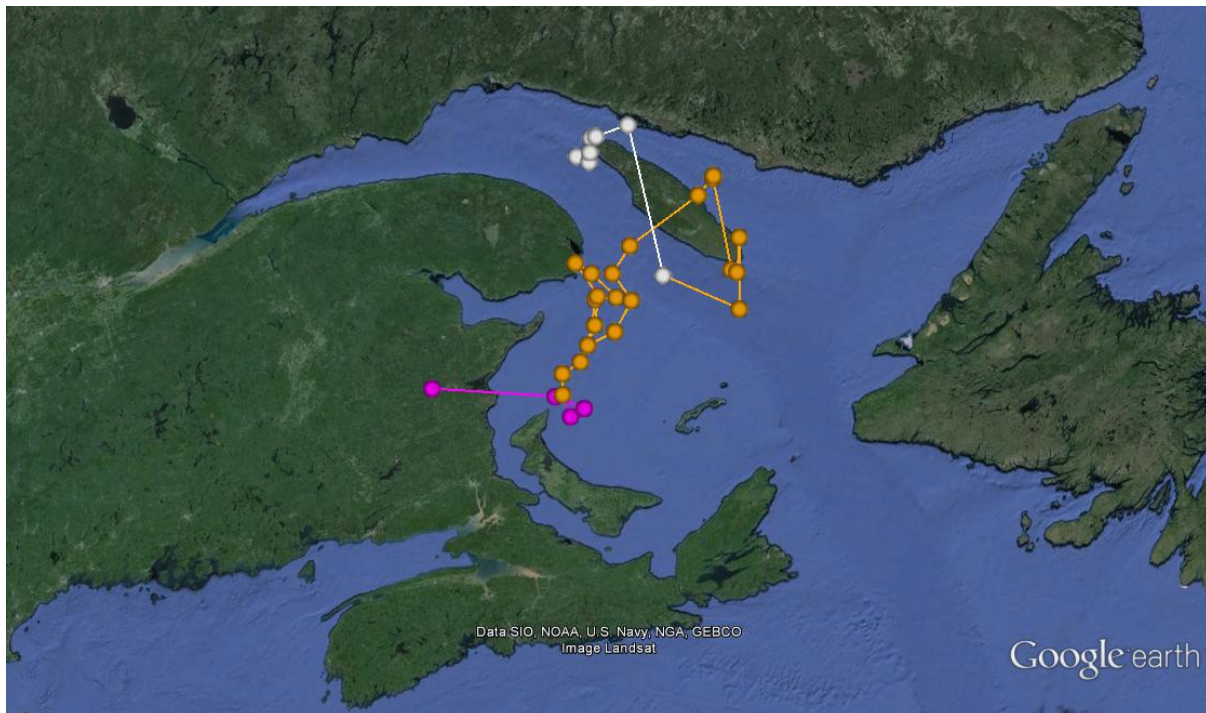 Data SIO, NOAA, U.S. Navy, NGA, GEBCO
Image Landsat
Google earth